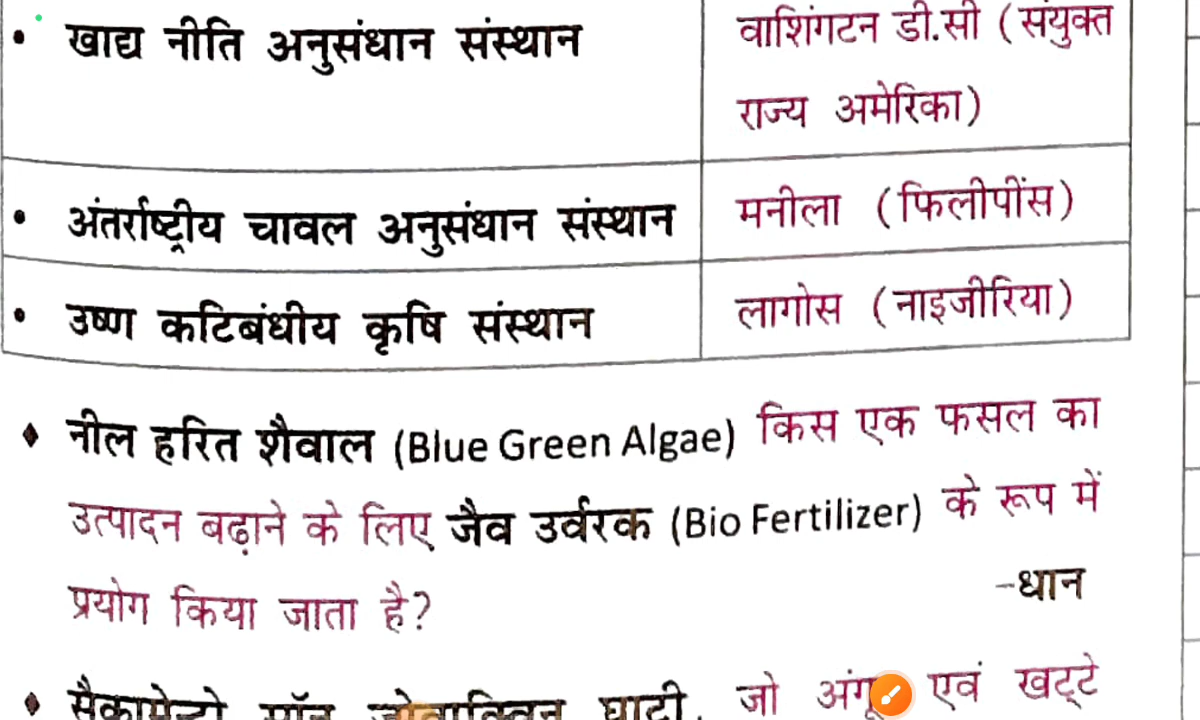 • खाद्य नीति अनुसंधान संस्थान
वाशिंगटन डी.सी (संयुक्त
राज्य अमेरिका)
• अंतर्राष्ट्रीय चावल अनुसंधान संस्थान
मनीला (फिलीपींस)
• उष्ण कटिबंधीय कृषि संस्थान
लागोस (नाइजीरिया)
♦ नील हरित शैवाल (Blue Green Algae) किस एक फसल का
उत्पादन बढ़ाने के लिए जैव उर्वरक (Bio Fertilizer) के रूप में
प्रयोग किया जाता है?
–धान
घाटी, जो एवं खट्टे